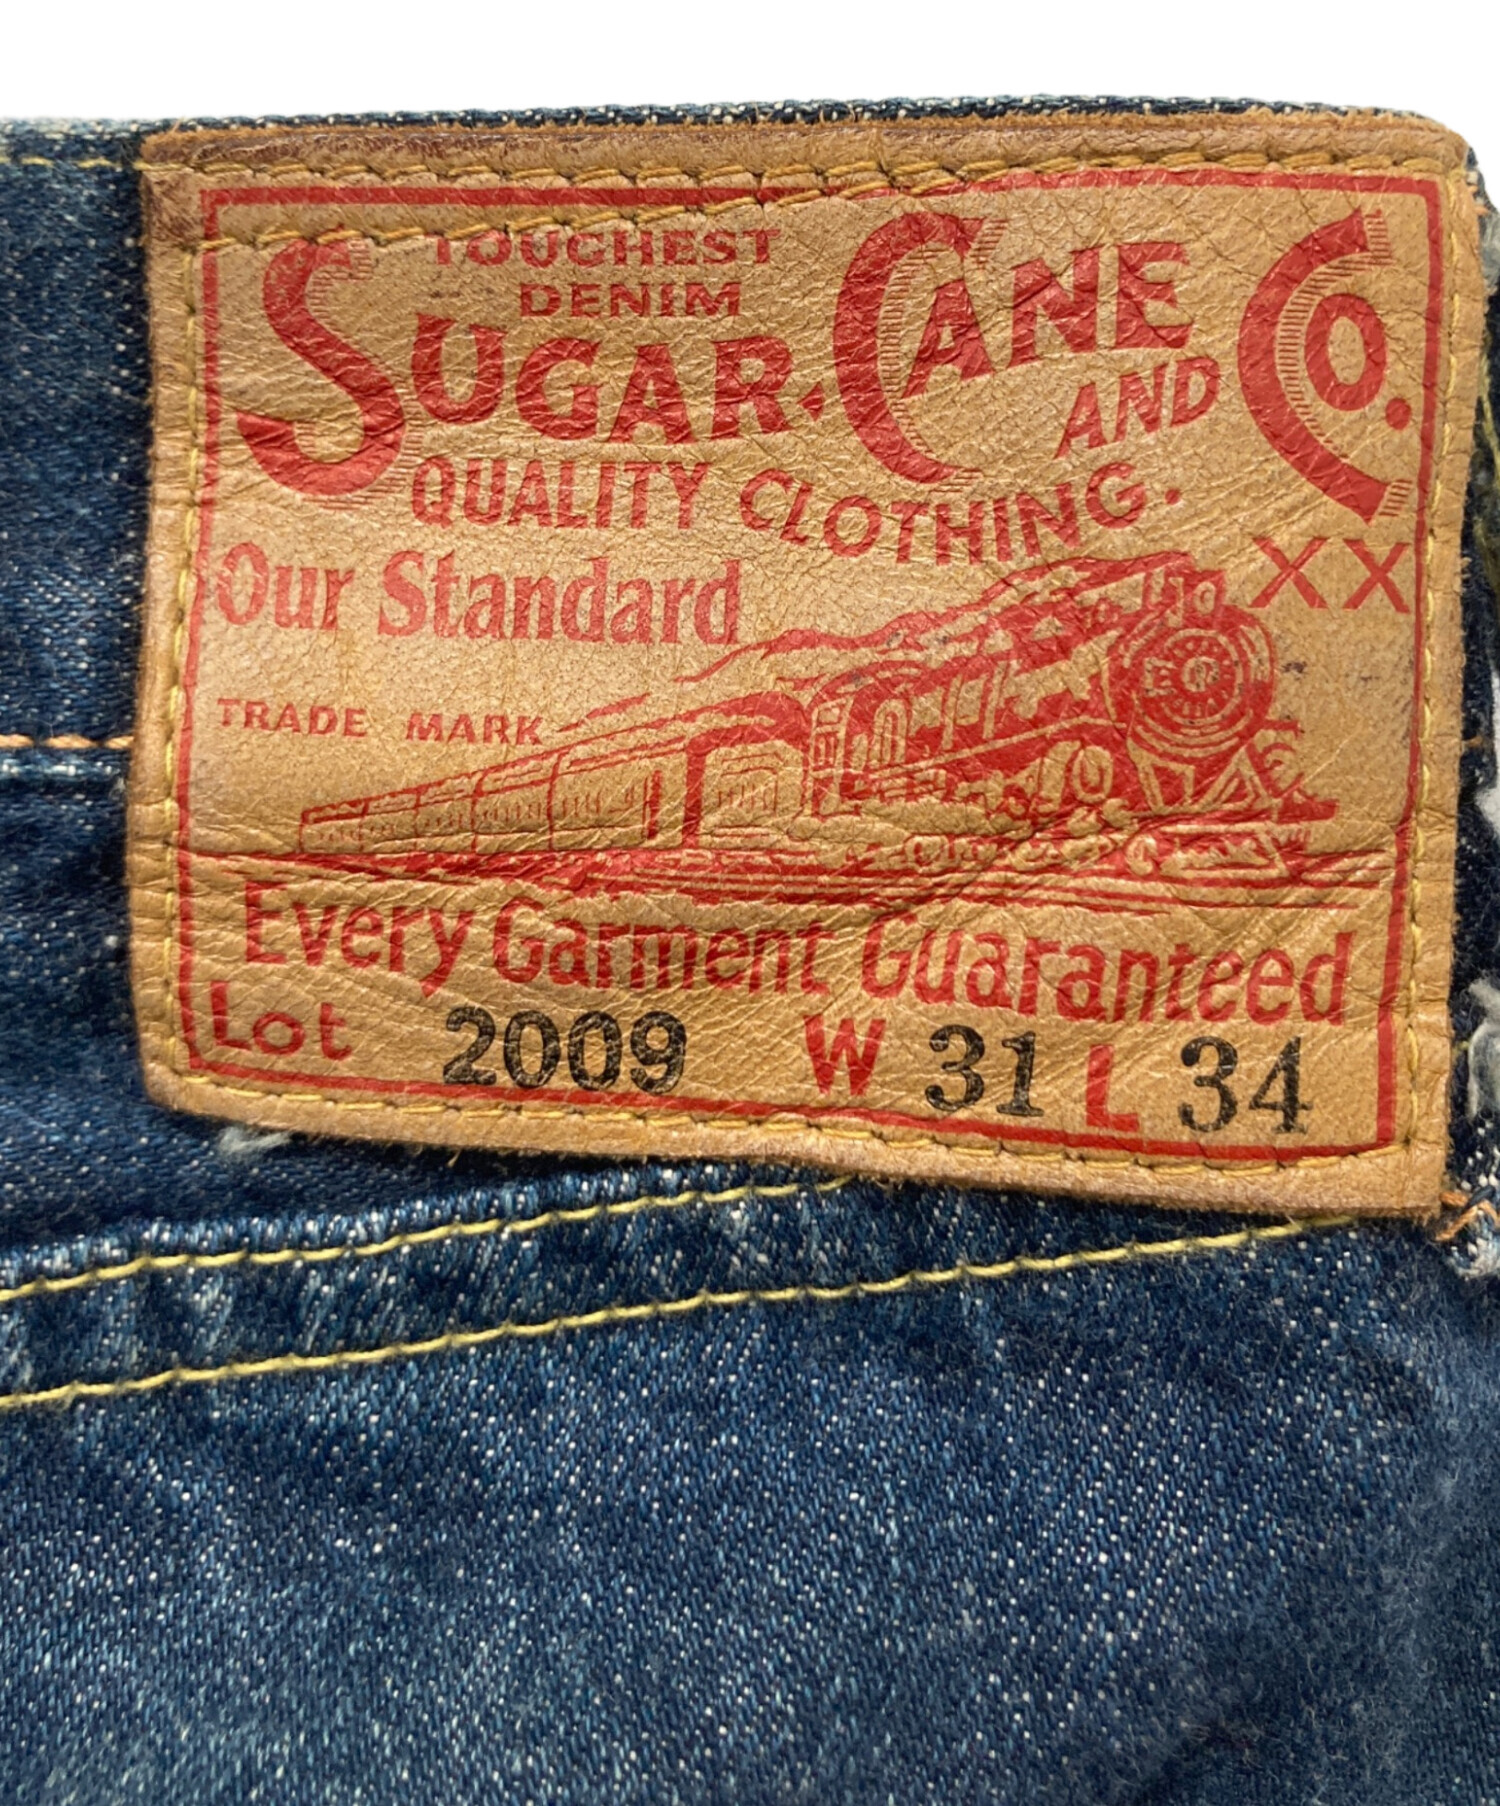 TOUGHEST
DENIM
SUGAR·CANE Co.
AND
QUALITY CLOTHING.
XX
Our Standard
TRADE MARK
Every Garment Guaranteed
Lot 2009 W 31 L 34